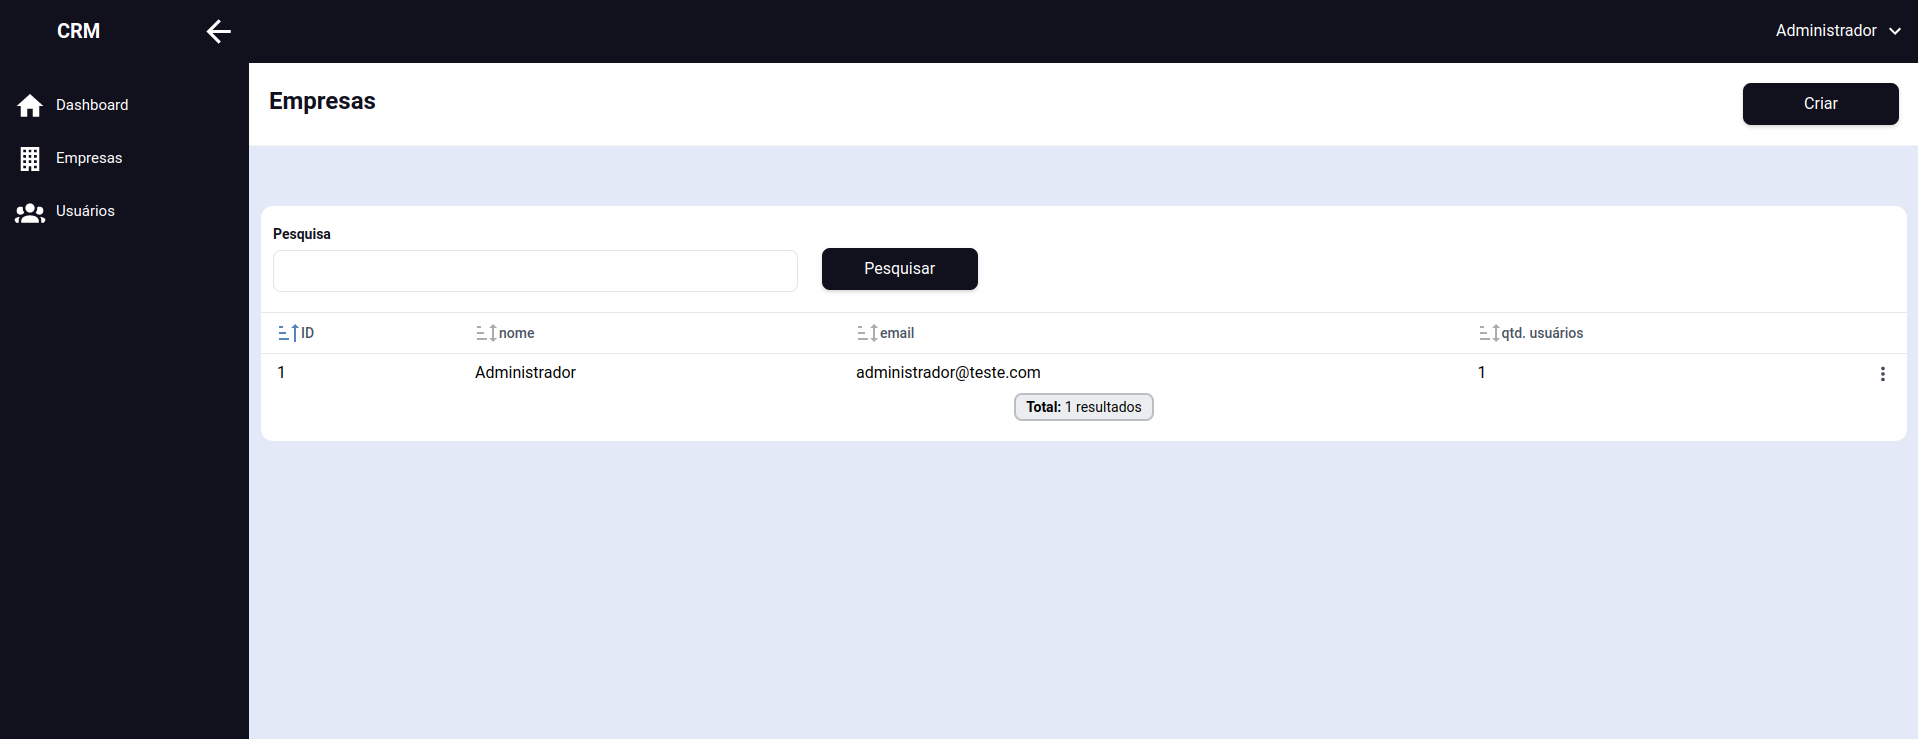 CRM
Administrador
Dashboard
Empresas
Usuários
Empresas
Criar
Pesquisa
Pesquisar
ID nome email qtd. usuários
1 Administrador administrador@teste.com 1
Total: 1 resultados